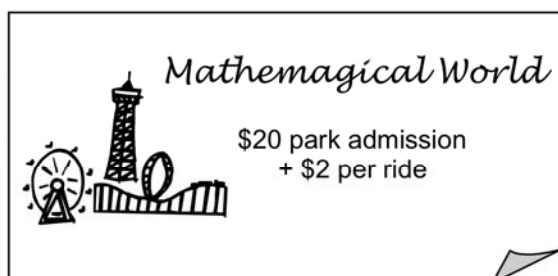 Mathemagical World
$20 park admission
+ $2 per ride